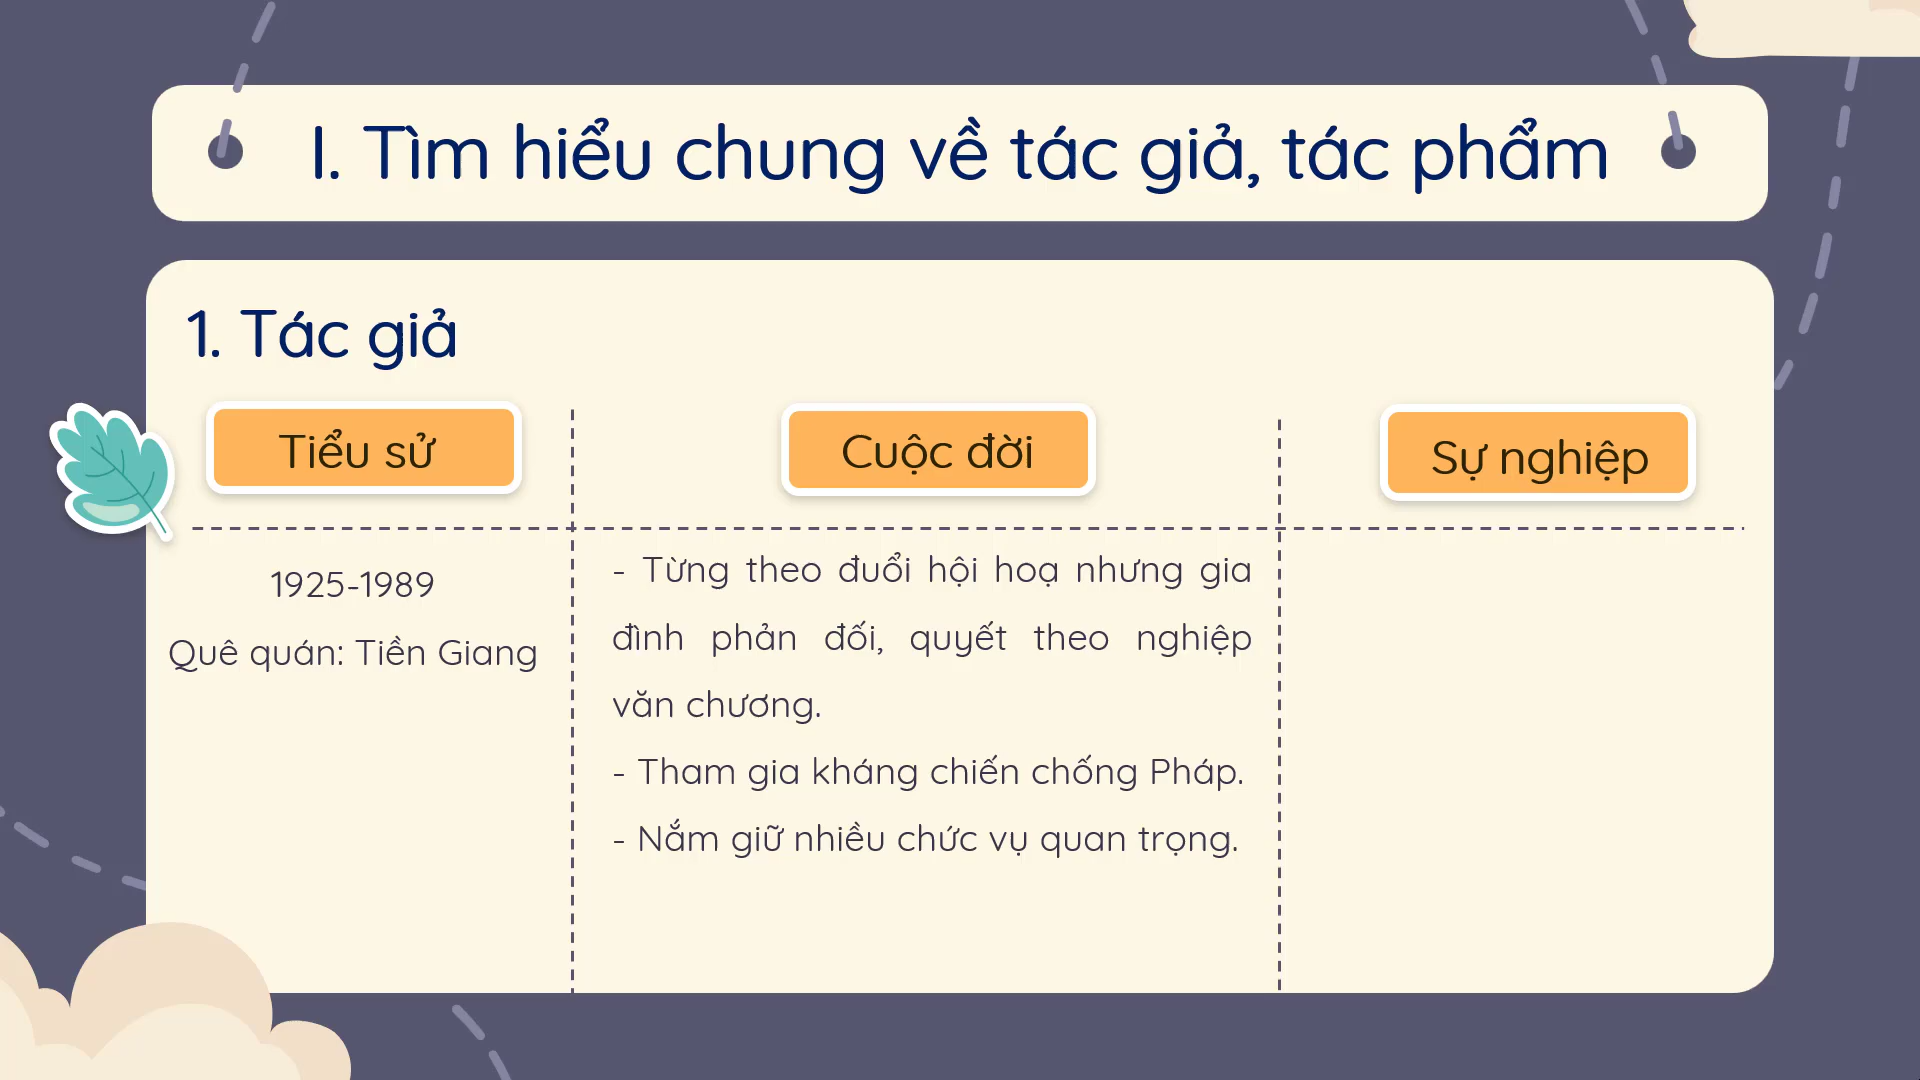 I. Tìm hiểu chung về tác giả, tác phẩm
1. Tác giả
Tiểu sử
Cuộc đời
Sự nghiệp
1925-1989
Quê quán: Tiền Giang
- Từng theo đuổi hội hoạ nhưng gia
đình phản đối, quyết theo nghiệp
văn chương.
- Tham gia kháng chiến chống Pháp.
- Nắm giữ nhiều chức vụ quan trọng.